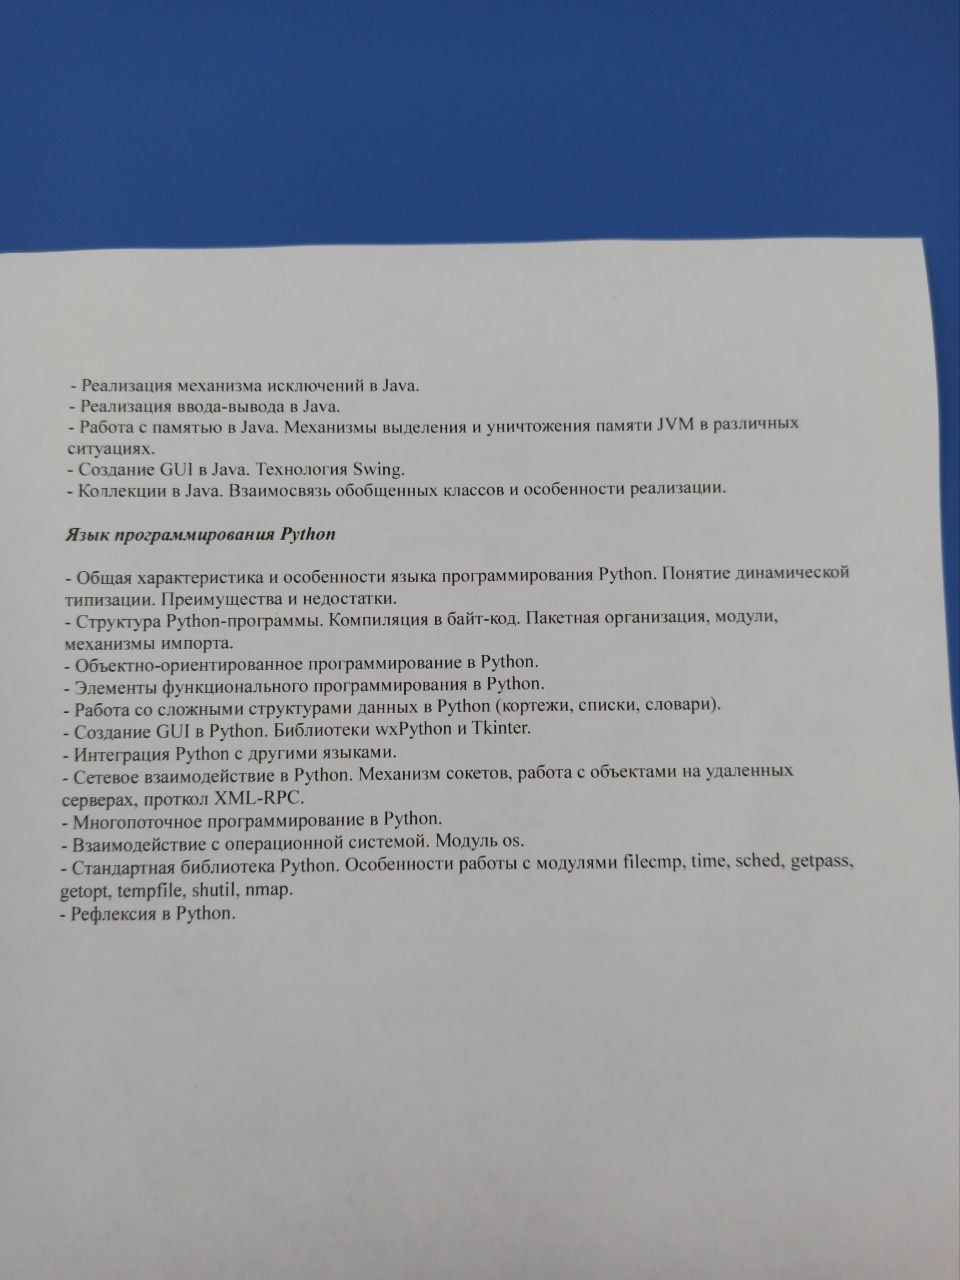 - Реализация механизма исключений в Java.
- Реализация ввода-вывода в Java.
- Работа с памятью в Java. Механизмы выделения и уничтожения памяти JVM в различных
ситуациях.
- Создание GUI в Java. Технология Swing.
- Коллекции в Java. Взаимосвязь обобщенных классов и особенности реализации.
Язык программирования Python
- Общая характеристика и особенности языка программирования Python. Понятие динамической
типизации. Преимущества и недостатки.
- Структура Python-программы. Компиляция в байт-код. Пакетная организация, модули,
механизмы импорта.
- Объектно-ориентированное программирование в Python.
- Элементы функционального программирования в Python.
- Работа со сложными структурами данных в Python (кортежи, списки, словари).
- Создание GUI в Python. Библиотеки wxPython и Tkinter.
- Интеграция Python с другими языками.
- Сетевое взаимодействие в Python. Механизм сокетов, работа с объектами на удаленных
серверах, проткол XML-RPC.
- Многопоточное программирование в Python.
- Взаимодействие с операционной системой. Модуль os.
- Стандартная библиотека Python. Особенности работы с модулями filecmp, time, sched, getpass,
getopt, tempfile, shutil, nmap.
- Рефлексия в Python.